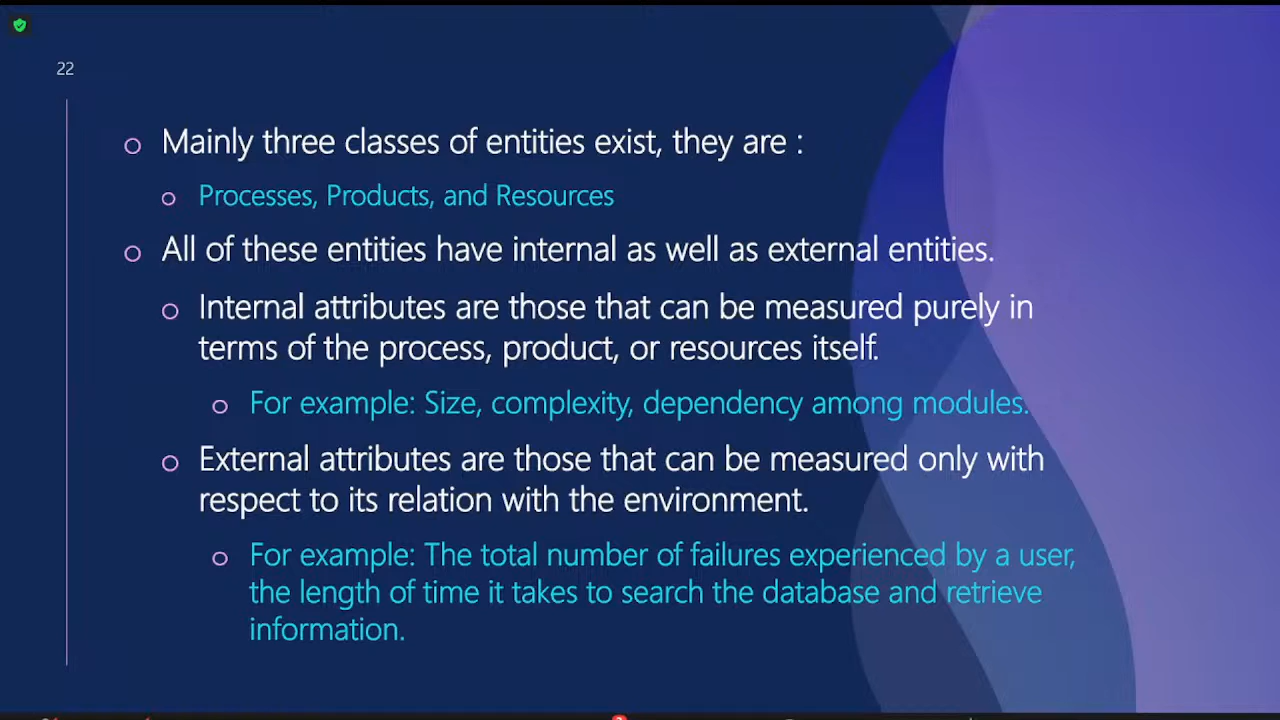 22
Mainly three classes of entities exist, they are :
Processes, Products, and Resources
All of these entities have internal as well as external entities.
Internal attributes are those that can be measured purely in
terms of the process, product, or resources itself.
For example: Size, complexity, dependency among modules.
External attributes are those that can be measured only with
respect to its relation with the environment.
For example: The total number of failures experienced by a user,
the length of time it takes to search the database and retrieve
information.